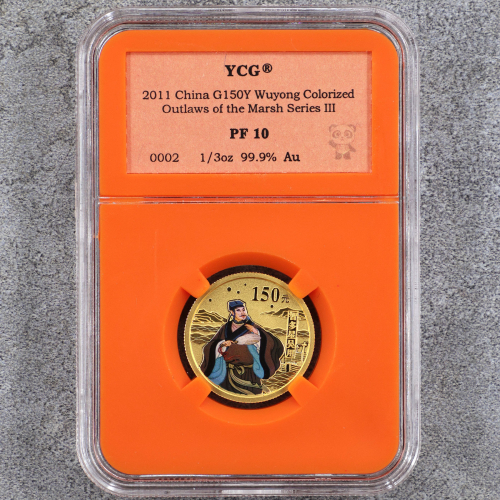 YCG®
2011 China G150Y Wuyong Colorized
Outlaws of the Marsh Series III
PF 10
0002 1/3oz 99.9% Au
150元